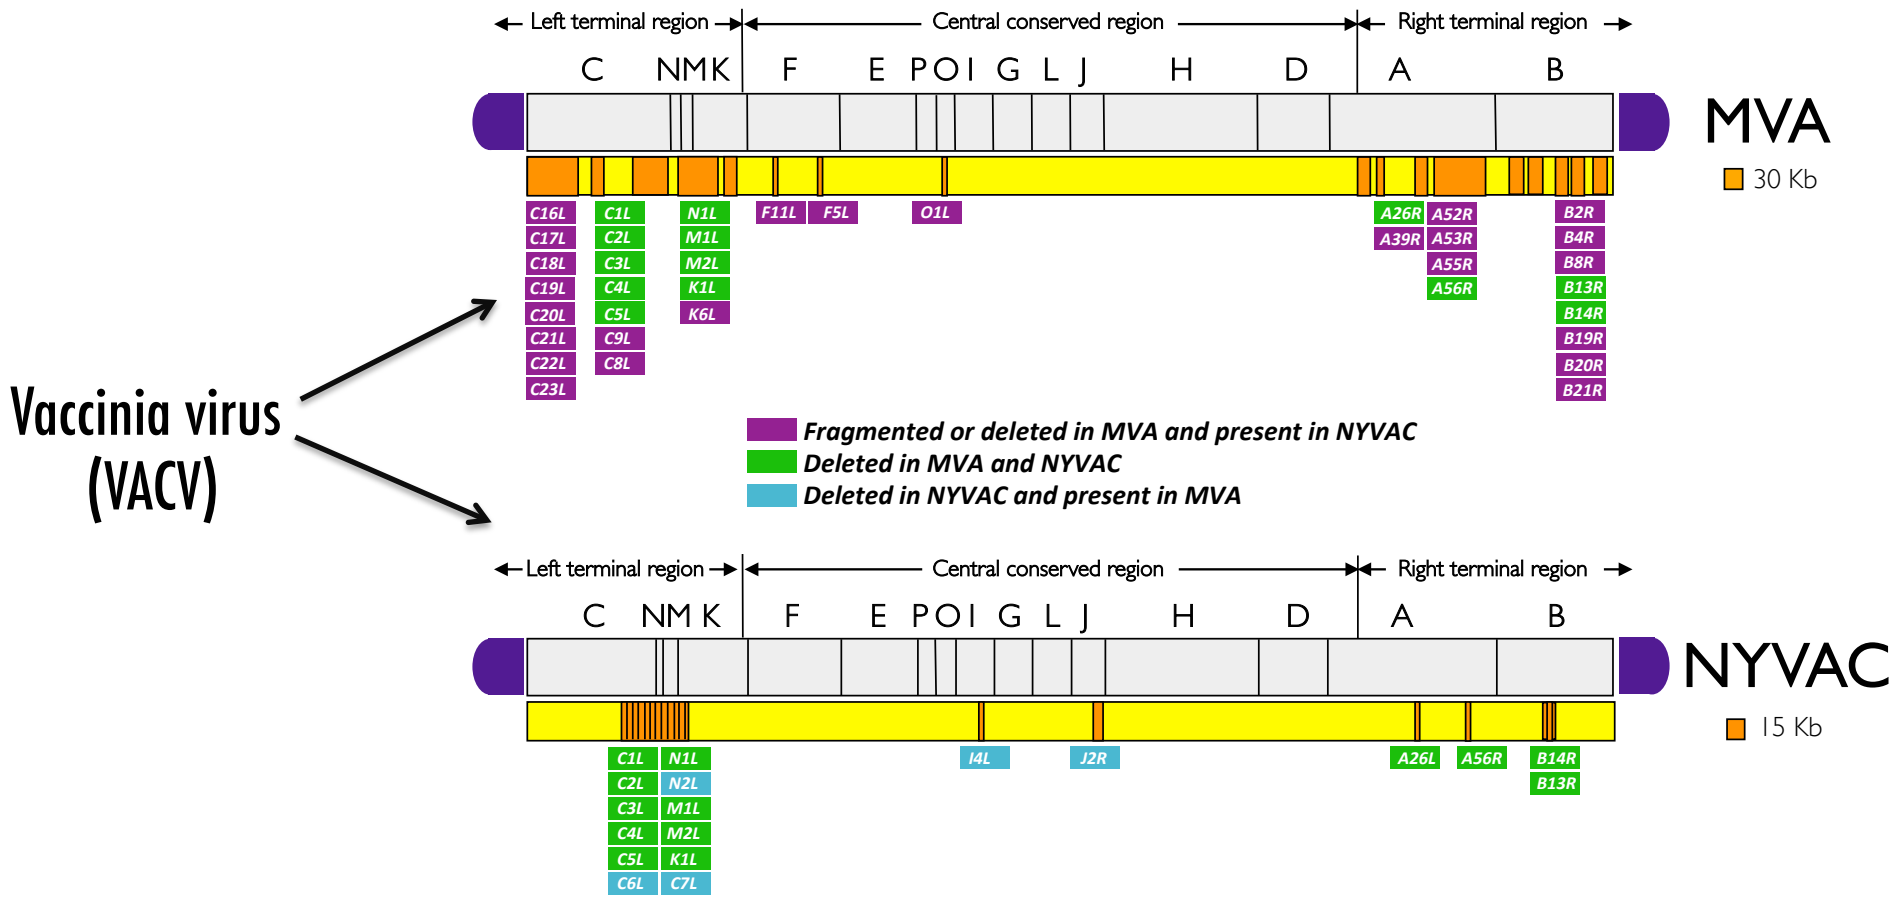 Left terminal region Central conserved region Right terminal region
C N M K F E P O I G L J H D A B
MVA
30 Kb
C16L C1L N1L F11L F5L O1L A26R A52R B2R
C17L C2L M1L A39R A53R B4R
C18L C3L M2L A55R B8R
C19L C4L K1L A56R B13R
C20L C5L K6L B14R
C21L C9L B19R
C22L C8L B20R
C23L B21R
Vaccinia virus
(VACV)
Fragmented or deleted in MVA and present in NYVAC
Deleted in MVA and NYVAC
Deleted in NYVAC and present in MVA
Left terminal region Central conserved region Right terminal region
C N M K F E P O I G L J H D A B
NYVAC
15 Kb
C1L N1L I4L J2R A26L A56R B14R
C2L N2L B13R
C3L M1L
C4L M2L
C5L K1L
C6L C7L